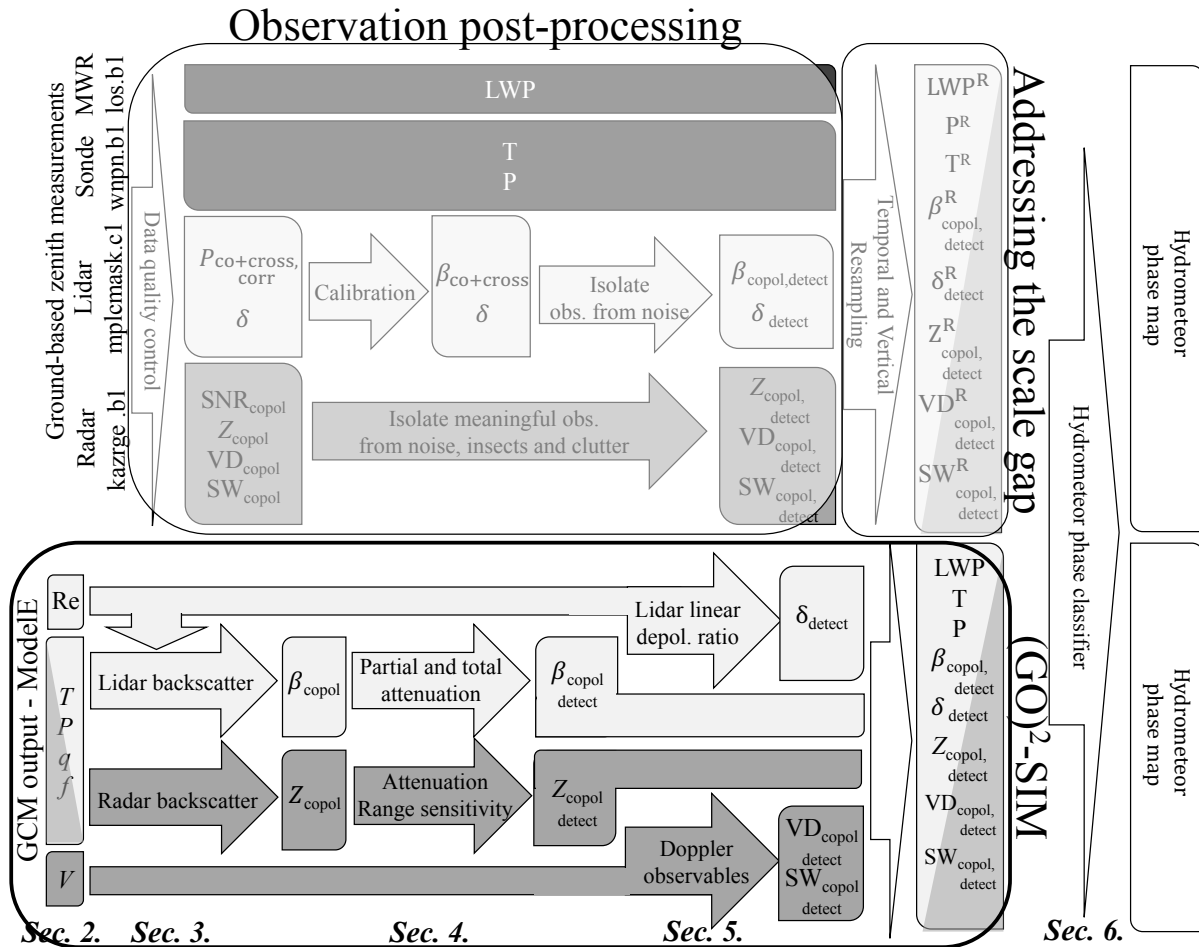 Observation post-processing
Ground-based zenith measurements
MWR
los.b1
Sonde
wnpn.b1
Lidar
mplcmask.cl
Radar
kazrge .b1
Data quality control
LWP
T
P
P co+cross,
corr
δ
Calibration
β co+cross
δ
Isolate
obs. from noise
β copol,detect
δ detect
SNR copol
Z copol
VD copol
SW copol
Isolate meaningful obs.
from noise, insects and clutter
Z copol,
detect
VD copol,
detect
SW copol,
detect
Temporal and Vertical
Resampling
LWP^R
P^R
T^R
β^R copol,
detect
δ^R detect
Z^R copol,
detect
VD^R copol,
detect
SW^R copol,
detect
Addressing the scale gap
Hydrometeor phase classifier
Hydrometeor
phase map
GCM output - ModelE
Re
T
P
q
f
V
Lidar backscatter
β copol
Partial and total
attenuation
β copol
detect
Lidar linear
depol. ratio
δ detect
Radar backscatter
Z copol
Attenuation
Range sensitivity
Z copol
detect
Doppler
observables
VD copol
detect
SW copol
detect
LWP
T
P
β copol,
detect
δ detect
Z copol,
detect
VD copol,
detect
SW copol,
detect
(GO)²-SIM
Hydrometeor
phase map
Sec. 2. Sec. 3. Sec. 4. Sec. 5. Sec. 6.